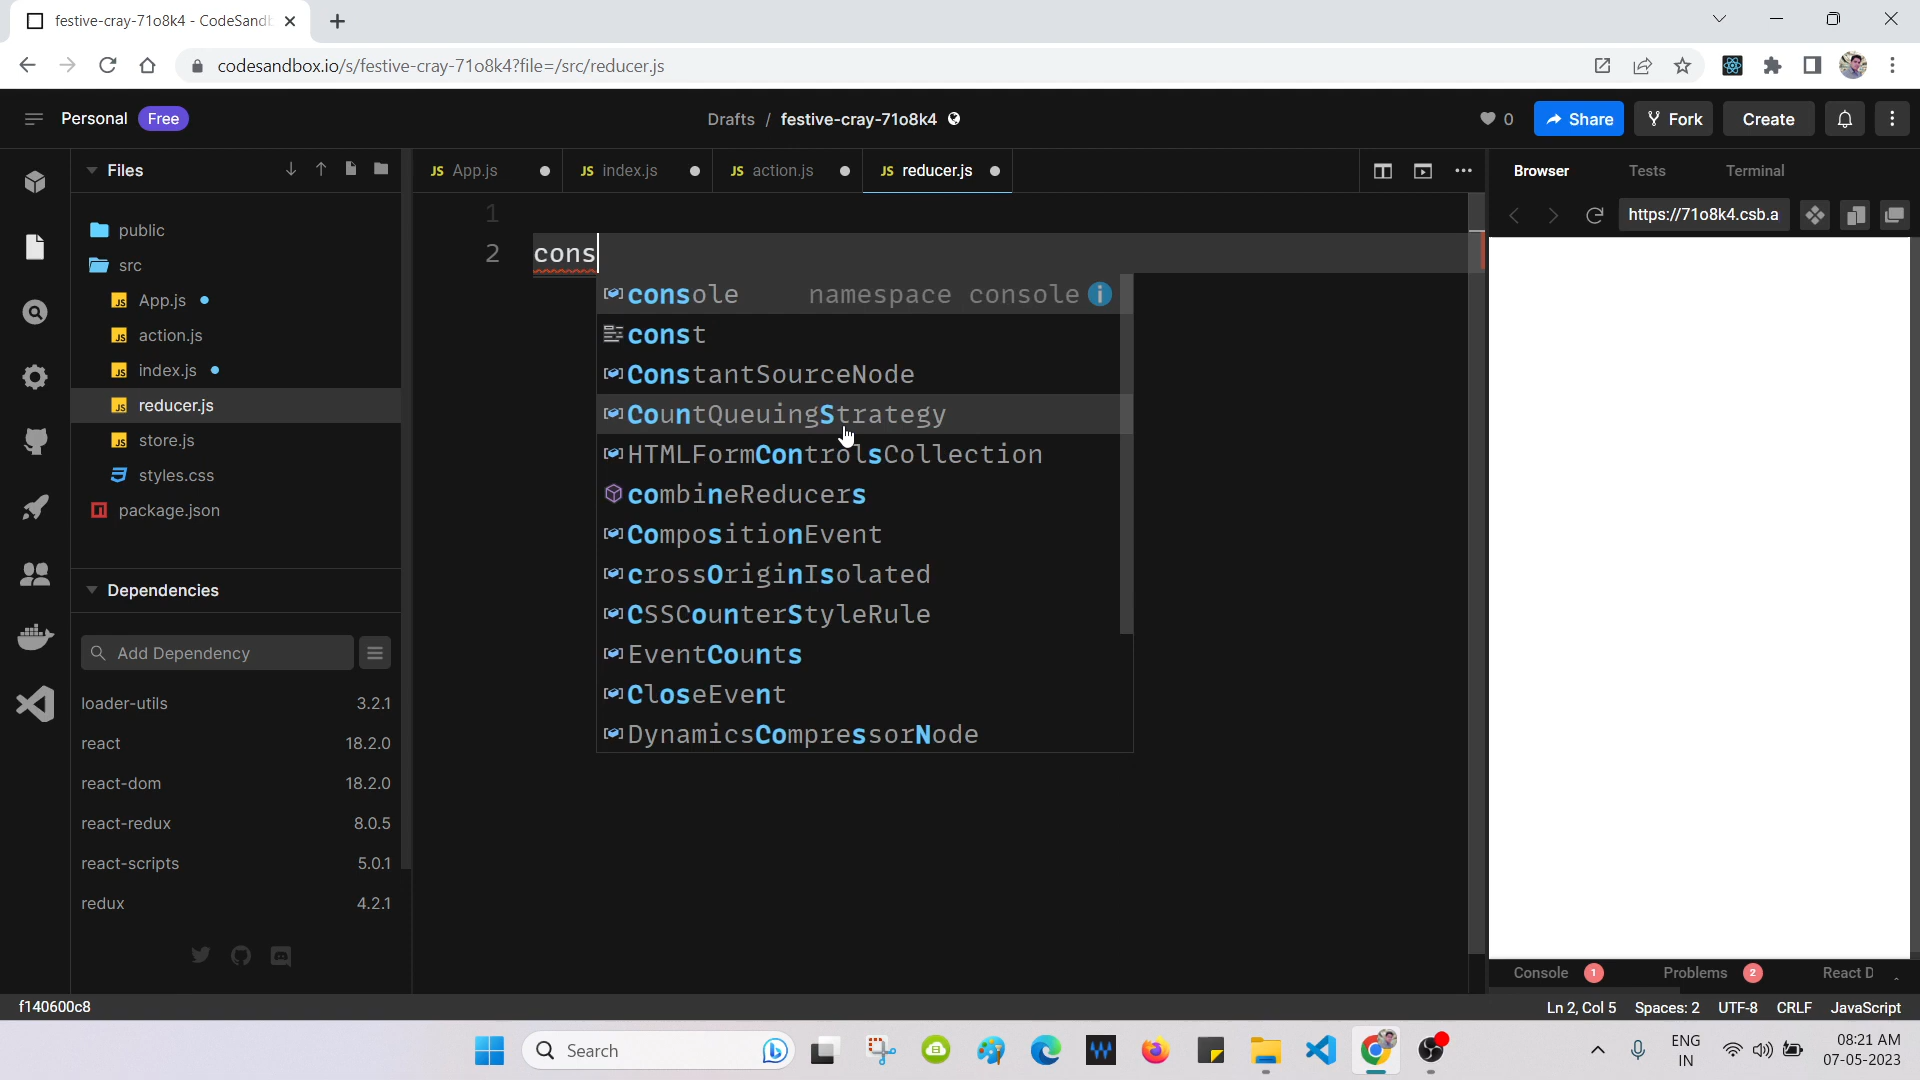 festive-cray-71o8k4 - CodeSandb
codesandbox.io/s/festive-cray-71o8k4?file=/src/reducer.js
Personal Free
Drafts / festive-cray-71o8k4
0 Share Fork Create
Files
public
src
App.js
action.js
index.js
reducer.js
store.js
styles.css
package.json
Dependencies
Add Dependency
loader-utils 3.2.1
react 18.2.0
react-dom 18.2.0
react-redux 8.0.5
react-scripts 5.0.1
redux 4.2.1
JS App.js JS index.js JS action.js JS reducer.js
1
2 cons
console namespace console
const
ConstantSourceNode
CountQueuingStrategy
HTMLFormControlsCollection
combineReducers
CompositionEvent
crossOriginIsolated
CSSCounterStyleRule
EventCounts
CloseEvent
DynamicsCompressorNode
Browser Tests Terminal
https://71o8k4.csb.a
Console 1 Problems 2 React D
f140600c8
Ln 2, Col 5 Spaces: 2 UTF-8 CRLF JavaScript
Search
ENG
IN
08:21 AM
07-05-2023